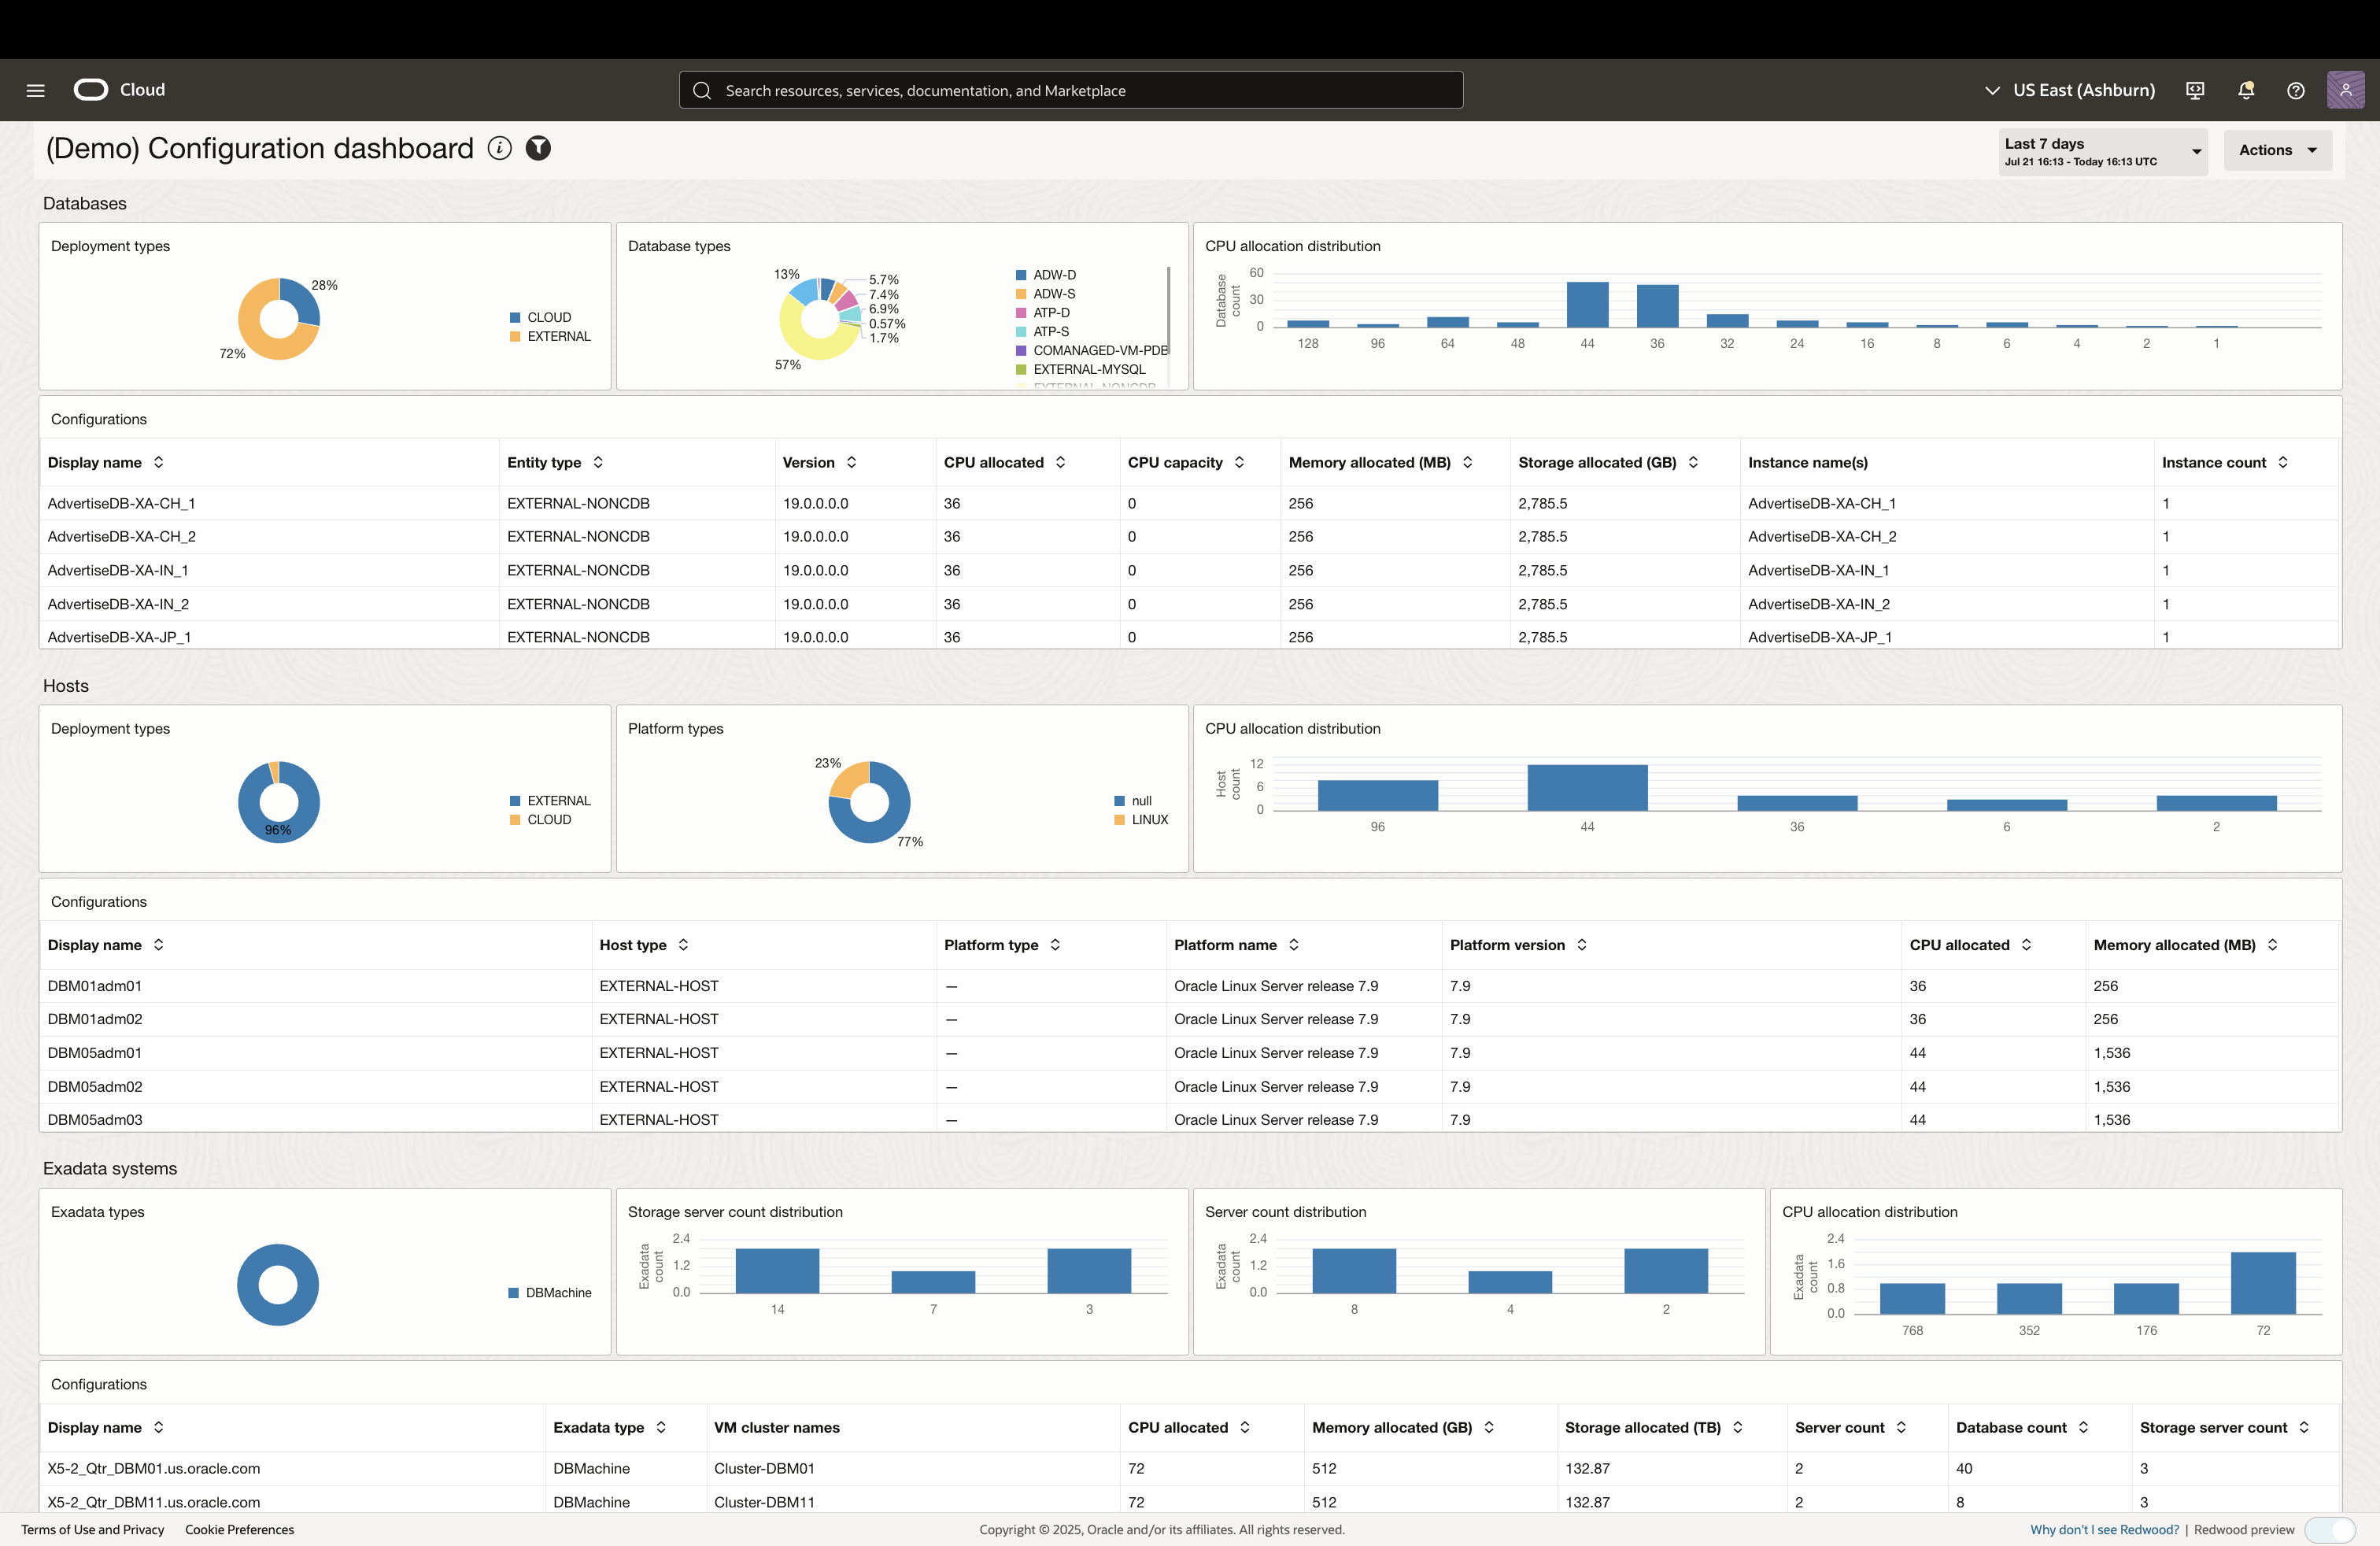 Cloud
Search resources, services, documentation, and Marketplace
US East (Ashburn)
(Demo) Configuration dashboard
Last 7 days
Jul 21 16:13 - Today 16:13 UTC
Actions
Databases
Deployment types
28%
72%
CLOUD
EXTERNAL
Database types
13%
5.7%
7.4%
6.9%
0.57%
1.7%
57%
ADW-D
ADW-S
ATP-D
ATP-S
COMANAGED-VM-PDB
EXTERNAL-MYSQL
EXTERNAL-NONCDB
CPU allocation distribution
Database count
60
30
0
128 96 64 48 44 36 32 24 16 8 6 4 2 1
Configurations
Display name Entity type Version CPU allocated CPU capacity Memory allocated (MB) Storage allocated (GB) Instance name(s) Instance count
AdvertiseDB-XA-CH_1 EXTERNAL-NONCDB 19.0.0.0.0 36 0 256 2,785.5 AdvertiseDB-XA-CH_1 1
AdvertiseDB-XA-CH_2 EXTERNAL-NONCDB 19.0.0.0.0 36 0 256 2,785.5 AdvertiseDB-XA-CH_2 1
AdvertiseDB-XA-IN_1 EXTERNAL-NONCDB 19.0.0.0.0 36 0 256 2,785.5 AdvertiseDB-XA-IN_1 1
AdvertiseDB-XA-IN_2 EXTERNAL-NONCDB 19.0.0.0.0 36 0 256 2,785.5 AdvertiseDB-XA-IN_2 1
AdvertiseDB-XA-JP_1 EXTERNAL-NONCDB 19.0.0.0.0 36 0 256 2,785.5 AdvertiseDB-XA-JP_1 1
Hosts
Deployment types
96%
EXTERNAL
CLOUD
Platform types
23%
77%
null
LINUX
CPU allocation distribution
Host count
12
6
0
96 44 36 6 2
Configurations
Display name Host type Platform type Platform name Platform version CPU allocated Memory allocated (MB)
DBM01adm01 EXTERNAL-HOST — Oracle Linux Server release 7.9 7.9 36 256
DBM01adm02 EXTERNAL-HOST — Oracle Linux Server release 7.9 7.9 36 256
DBM05adm01 EXTERNAL-HOST — Oracle Linux Server release 7.9 7.9 44 1,536
DBM05adm02 EXTERNAL-HOST — Oracle Linux Server release 7.9 7.9 44 1,536
DBM05adm03 EXTERNAL-HOST — Oracle Linux Server release 7.9 7.9 44 1,536
Exadata systems
Exadata types
DBMachine
Storage server count distribution
Exadata count
2.4
1.2
0.0
14 7 3
Server count distribution
Exadata count
2.4
1.2
0.0
8 4 2
CPU allocation distribution
Exadata count
2.4
1.6
0.8
0.0
768 352 176 72
Configurations
Display name Exadata type VM cluster names CPU allocated Memory allocated (GB) Storage allocated (TB) Server count Database count Storage server count
X5-2_Qtr_DBM01.us.oracle.com DBMachine Cluster-DBM01 72 512 132.87 2 40 3
X5-2_Qtr_DBM11.us.oracle.com DBMachine Cluster-DBM11 72 512 132.87 2 8 3
Terms of Use and Privacy Cookie Preferences
Copyright © 2025, Oracle and/or its affiliates. All rights reserved.
Why don't I see Redwood? | Redwood preview